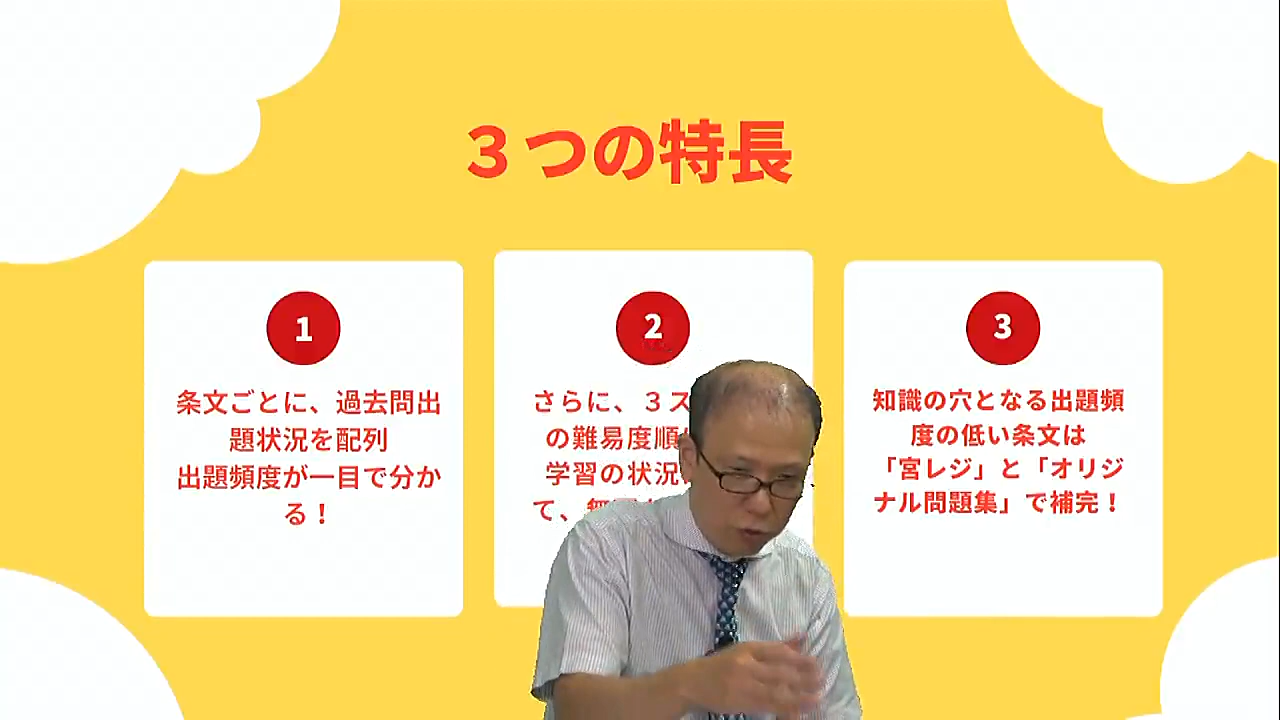 ３つの特長
1
条文ごとに、過去問出
題状況を配列
出題頻度が一目で分か
る！
2
さらに、３ス
の難易度順
学習の状況
て、無
3
知識の穴となる出題頻
度の低い条文は
「宮レジ」と「オリジ
ナル問題集」で補完！